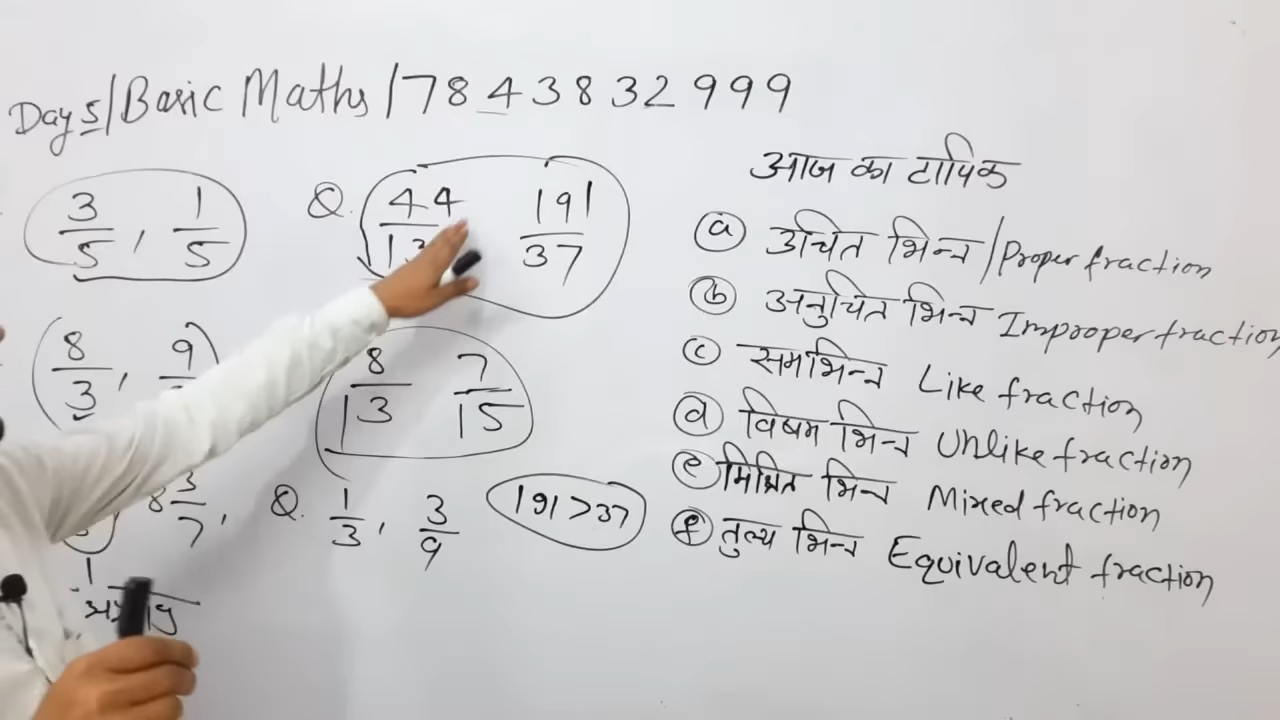 Day 5/Basic Maths/7843832999
3/5, 1/5
Q. 44/13 191/37
8/3, 9
8/13 7/15
8 3/7,
Q. 1/3, 3/9
191>37
1
आज का टापिक
(a) उचित भिन्न/Proper fraction
(b) अनुचित भिन्न Improper fraction
(c) समभिन्न Like fraction
(d) विषम भिन्न Unlike fraction
(e) मिश्रित भिन्न Mixed fraction
(f) तुल्य भिन्न Equivalent fraction